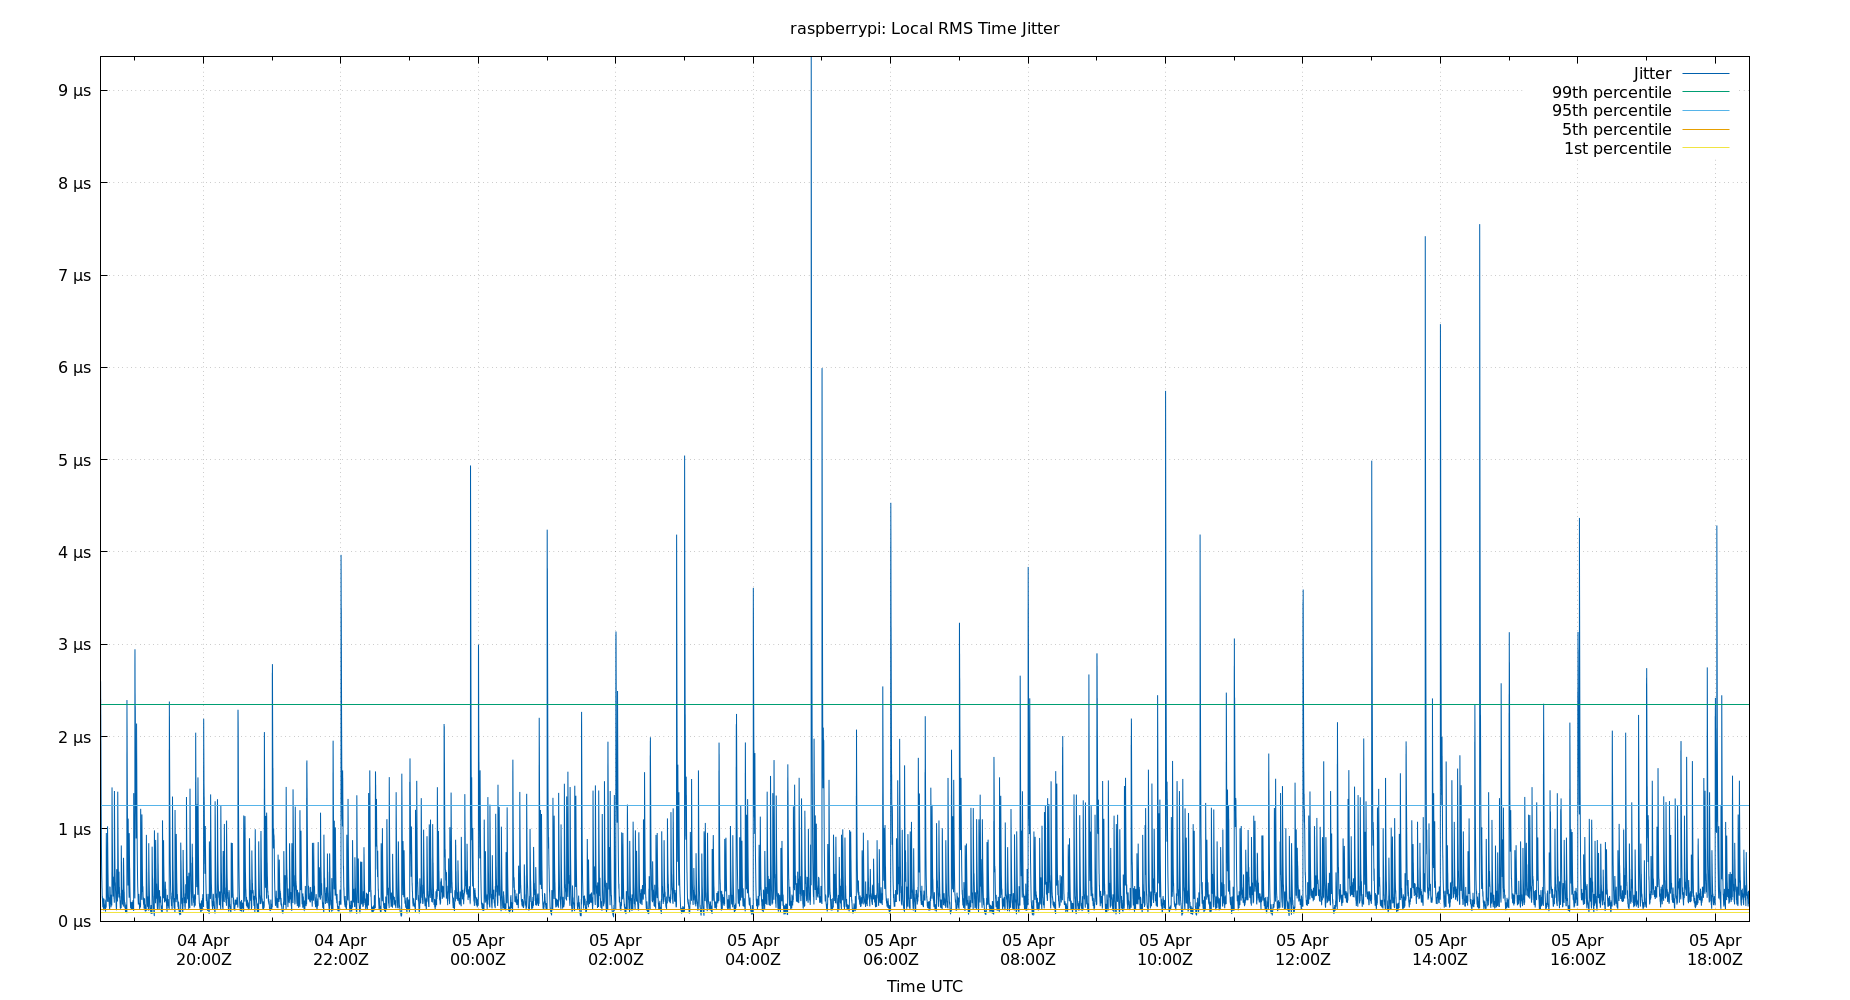 raspberrypi: Local RMS Time Jitter
Jitter
99th percentile
95th percentile
5th percentile
1st percentile
9 µs
8 µs
7 µs
6 µs
5 µs
4 µs
3 µs
2 µs
1 µs
0 µs
04 Apr 04 Apr 05 Apr 05 Apr 05 Apr 05 Apr 05 Apr 05 Apr 05 Apr 05 Apr 05 Apr 05 Apr
20:00Z 22:00Z 00:00Z 02:00Z 04:00Z 06:00Z 08:00Z 10:00Z 12:00Z 14:00Z 16:00Z 18:00Z
Time UTC